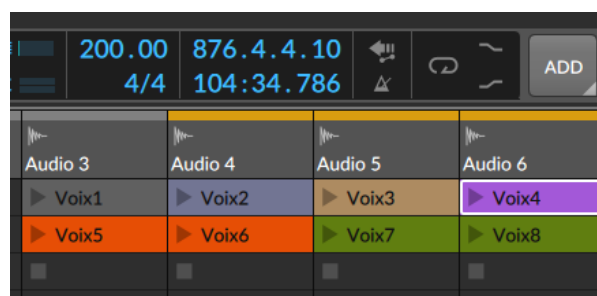 200.00 876.4.4.10
4/4 104:34.786
ADD
Audio 3 Audio 4 Audio 5 Audio 6
Voix1 Voix2 Voix3 Voix4
Voix5 Voix6 Voix7 Voix8